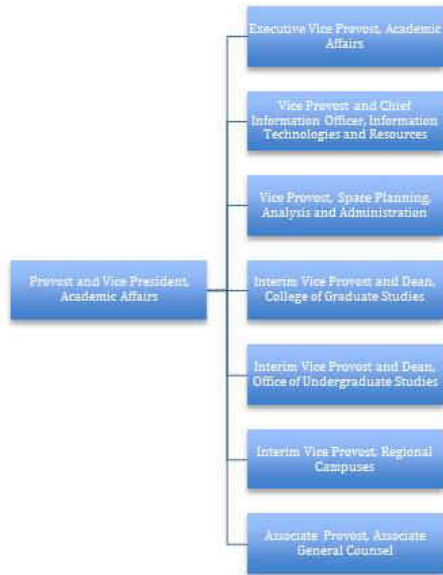 Executive Vice Provost, Academic
Affairs
Vice Provost and Chief
Information Officer, Information
Technologies and Resources
Vice Provost, Space Planning,
Analysis and Administration
Provost and Vice President,
Academic Affairs
Interim Vice Provost and Dean,
College of Graduate Studies
Interim Vice Provost and Dean,
Office of Undergraduate Studies
Interim Vice Provost, Regional
Campuses
Associate Provost, Associate
General Counsel